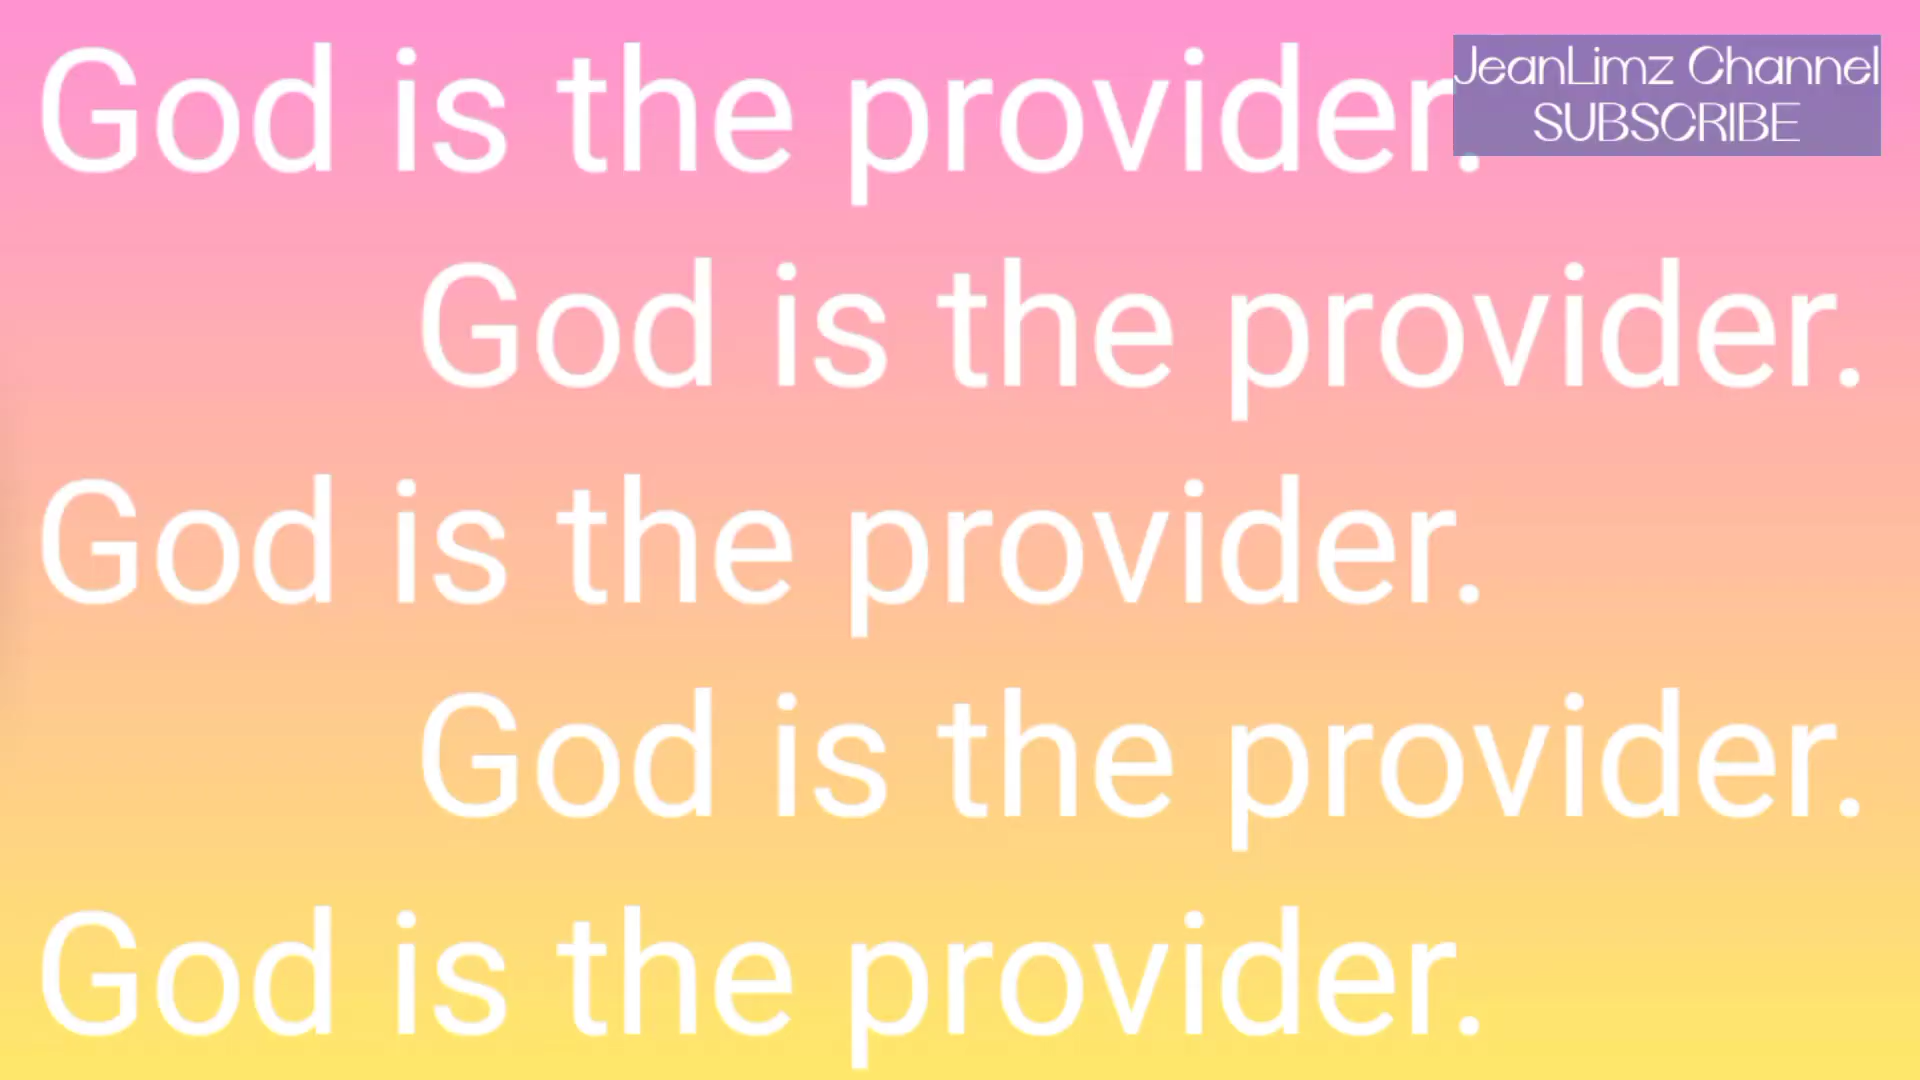 God is the provider.
JeanLimz Channel
SUBSCRIBE
God is the provider.
God is the provider.
God is the provider.
God is the provider.